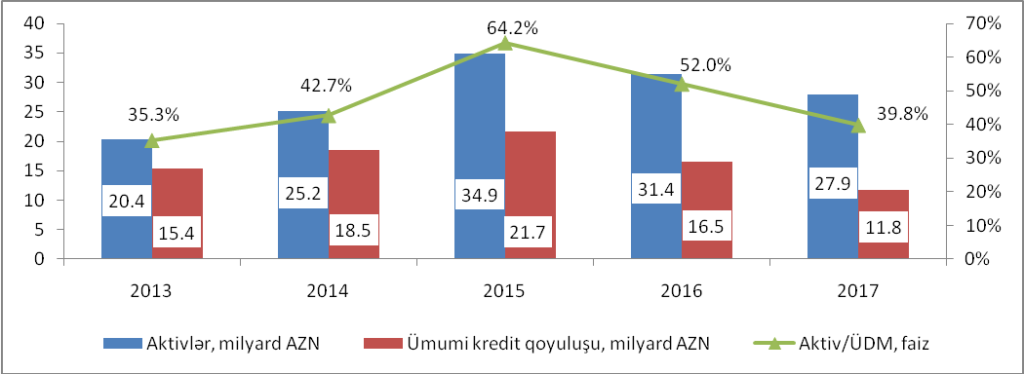 40 70%
35 60%
30 50%
25 40%
20 30%
15 20%
10 10%
5 0%
0
35.3% 42.7% 64.2% 52.0% 39.8%
20.4 25.2 34.9 31.4 27.9
15.4 18.5 21.7 16.5 11.8
2013 2014 2015 2016 2017
Aktivlər, milyard AZN Ümumi kredit qoyuluşu, milyard AZN Aktiv/ÜDM, faiz